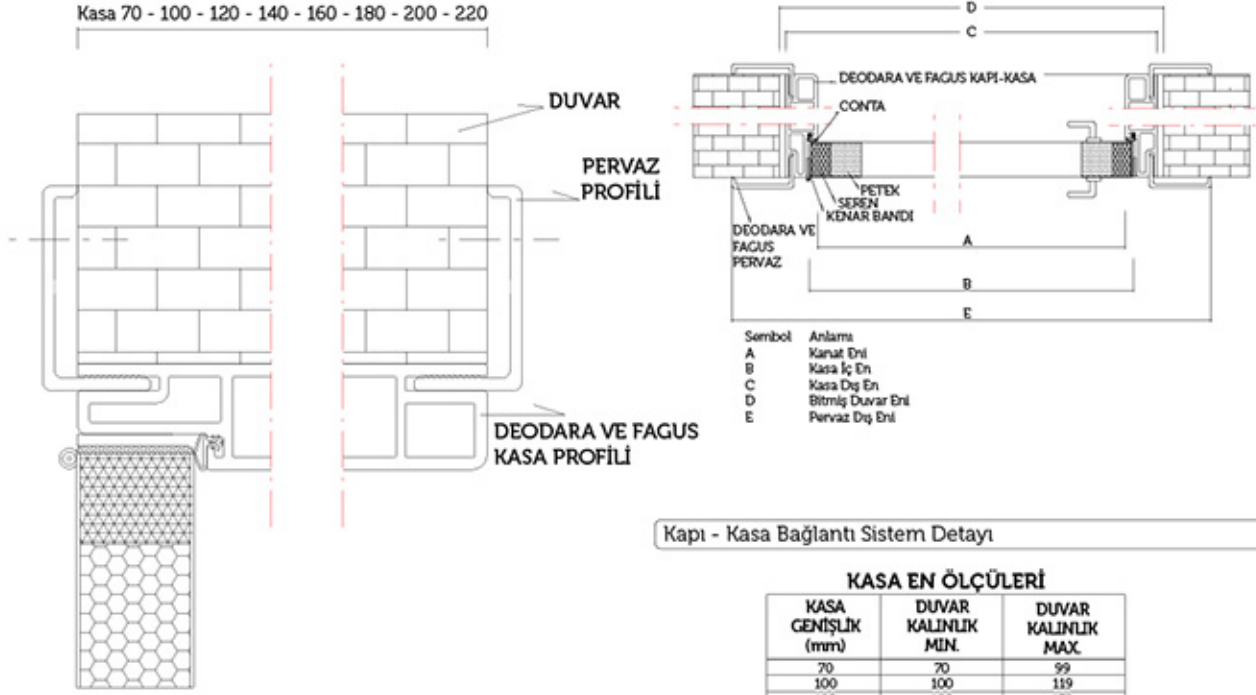 Kasa 70 - 100 - 120 - 140 - 160 - 180 - 200 - 220
DUVAR
PERVAZ
PROFİLİ
DEODARA VE FAGUS
KASA PROFİLİ
D
C
DEODARA VE FAGUS KAPI-KASA
CONTA
PETEK
SEREN
KENAR BANDI
DEODARA VE
FAGUS
PERVAZ
A
B
E
Sembol Anlamı
A Kanat Eni
B Kasa İç En
C Kasa Dış En
D Bitmiş Duvar Eni
E Pervaz Dış Eni
Kapı - Kasa Bağlantı Sistem Detayı
KASA EN ÖLÇÜLERİ
KASA GENİŞLİK (mm) DUVAR KALINLIK MIN. DUVAR KALINLIK MAX.
70 70 99
100 100 119